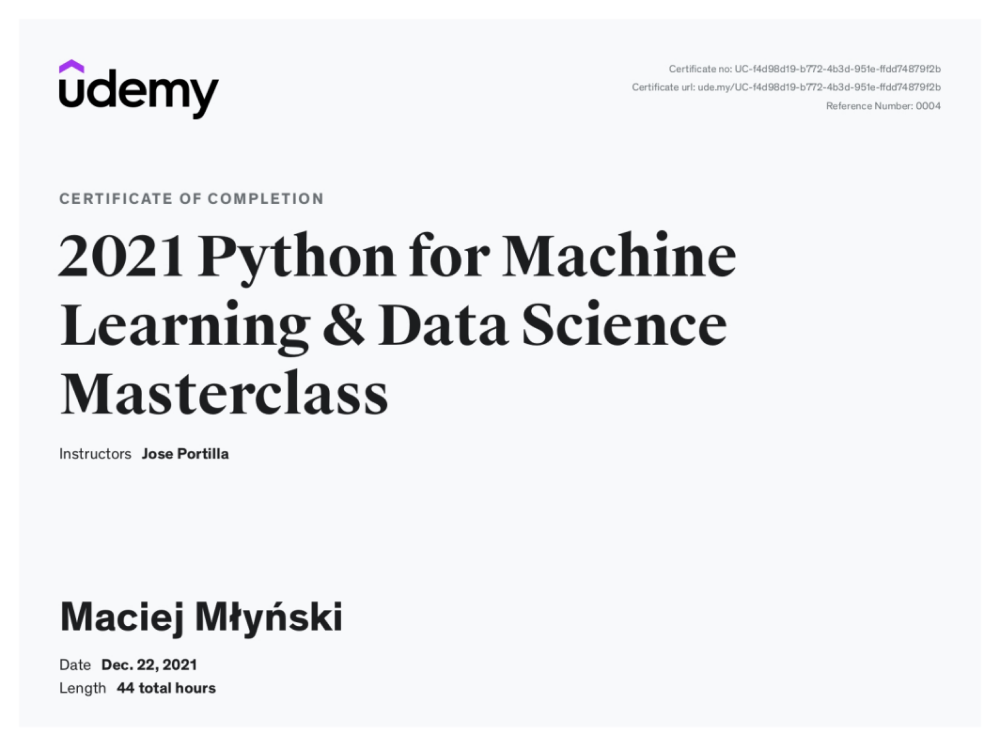 udemy
Certificate no: UC-f4d98d19-b772-4b3d-951e-ffdd74879f2b
Certificate url: ude.my/UC-f4d98d19-b772-4b3d-951e-ffdd74879f2b
Reference Number: 0004
CERTIFICATE OF COMPLETION
2021 Python for Machine
Learning & Data Science
Masterclass
Instructors Jose Portilla
Maciej Młyński
Date Dec. 22, 2021
Length 44 total hours